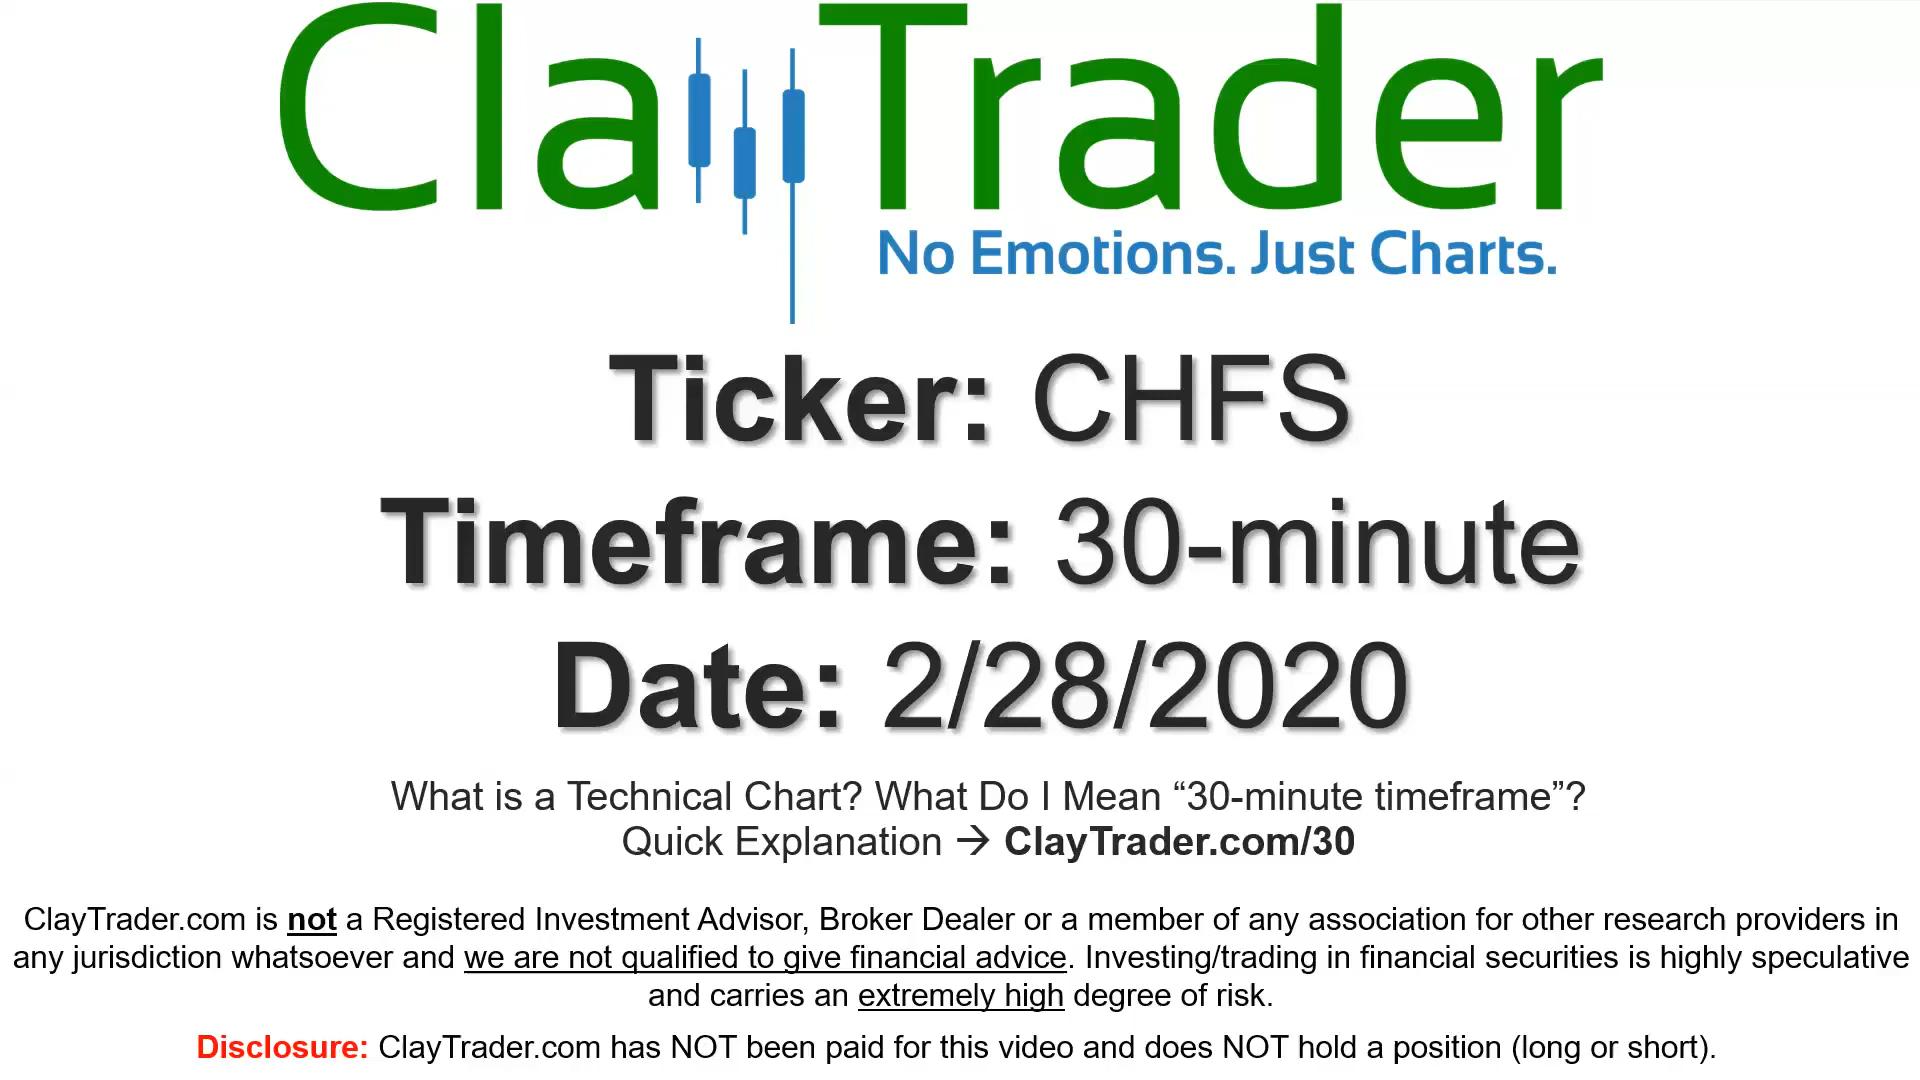 ClayTrader
No Emotions. Just Charts.
Ticker: CHFS
Timeframe: 30-minute
Date: 2/28/2020
What is a Technical Chart? What Do I Mean “30-minute timeframe”?
Quick Explanation → ClayTrader.com/30
ClayTrader.com is not a Registered Investment Advisor, Broker Dealer or a member of any association for other research providers in
any jurisdiction whatsoever and we are not qualified to give financial advice. Investing/trading in financial securities is highly speculative
and carries an extremely high degree of risk.
Disclosure: ClayTrader.com has NOT been paid for this video and does NOT hold a position (long or short).